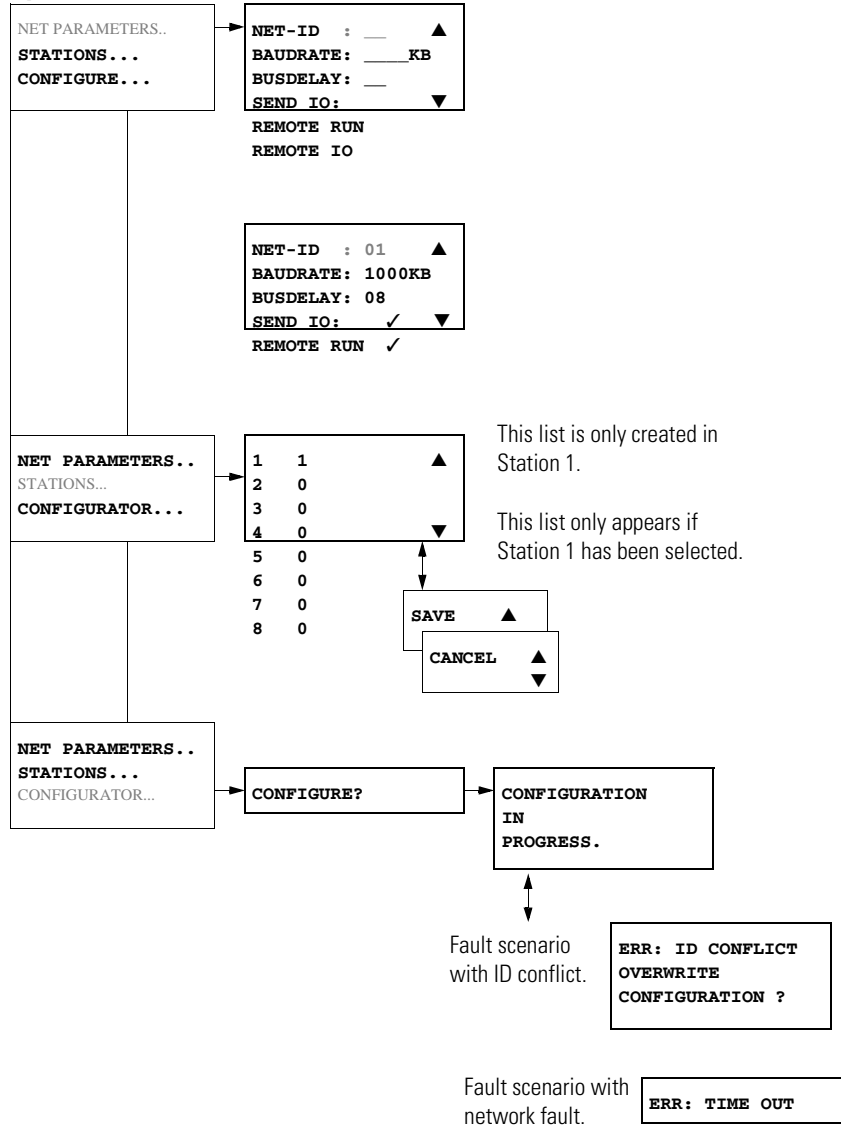 NET PARAMETERS..
STATIONS...
CONFIGURE...
NET-ID : __ ▲
BAUDRATE: ____KB
BUSDELAY: __
SEND IO: ▼
REMOTE RUN
REMOTE IO
NET-ID : 01 ▲
BAUDRATE: 1000KB
BUSDELAY: 08
SEND IO: ✓ ▼
REMOTE RUN ✓
NET PARAMETERS..
STATIONS...
CONFIGURATOR...
1 1 ▲
2 0
3 0
4 0 ▼
5 0
6 0
7 0
8 0
This list is only created in
Station 1.
This list only appears if
Station 1 has been selected.
SAVE ▲
CANCEL ▲
▼
NET PARAMETERS..
STATIONS...
CONFIGURATOR...
CONFIGURE?
CONFIGURATION
IN
PROGRESS.
Fault scenario
with ID conflict.
ERR: ID CONFLICT
OVERWRITE
CONFIGURATION ?
Fault scenario with
network fault.
ERR: TIME OUT